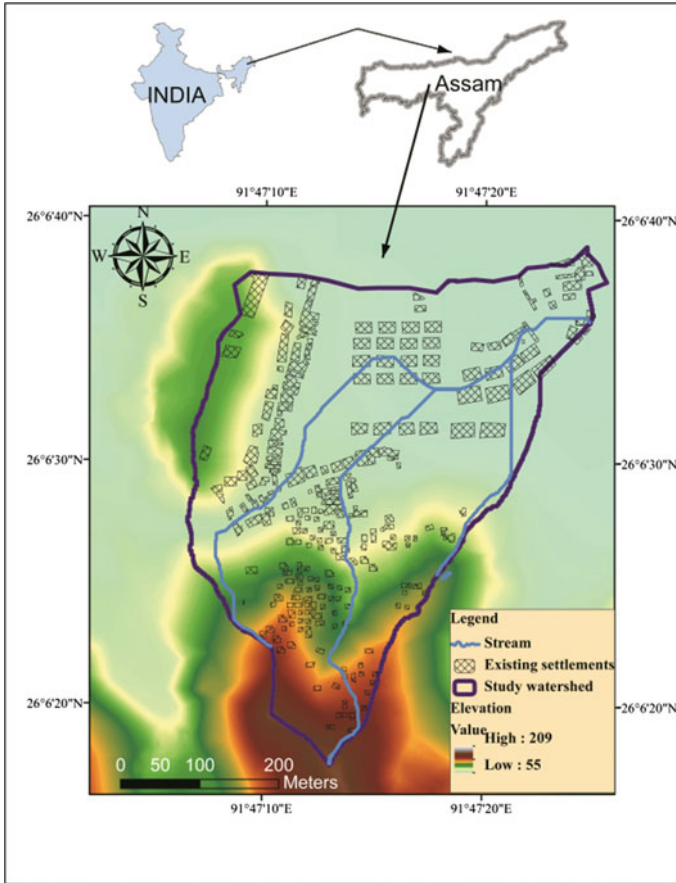 INDIA
Assam
91°47'10"E 91°47'20"E
26°6'40"N 26°6'40"N
N
W E
S
26°6'30"N 26°6'30"N
Legend
Stream
Existing settlements
Study watershed
Elevation
Value
High : 209
Low : 55
26°6'20"N 26°6'20"N
0 50 100 200
Meters
91°47'10"E 91°47'20"E